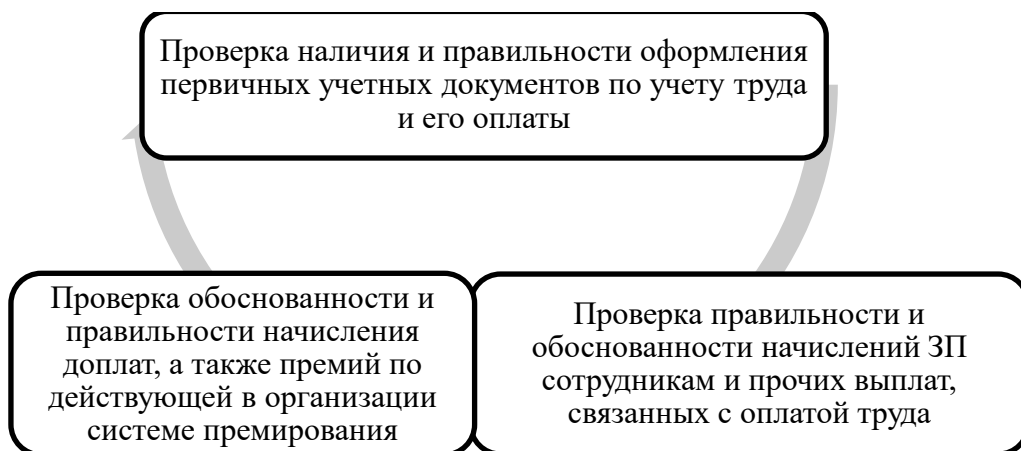 Проверка наличия и правильности оформления
первичных учетных документов по учету труда
и его оплаты
Проверка обоснованности и
правильности начисления
доплат, а также премий по
действующей в организации
системе премирования
Проверка правильности и
обоснованности начислений ЗП
сотрудникам и прочих выплат,
связанных с оплатой труда